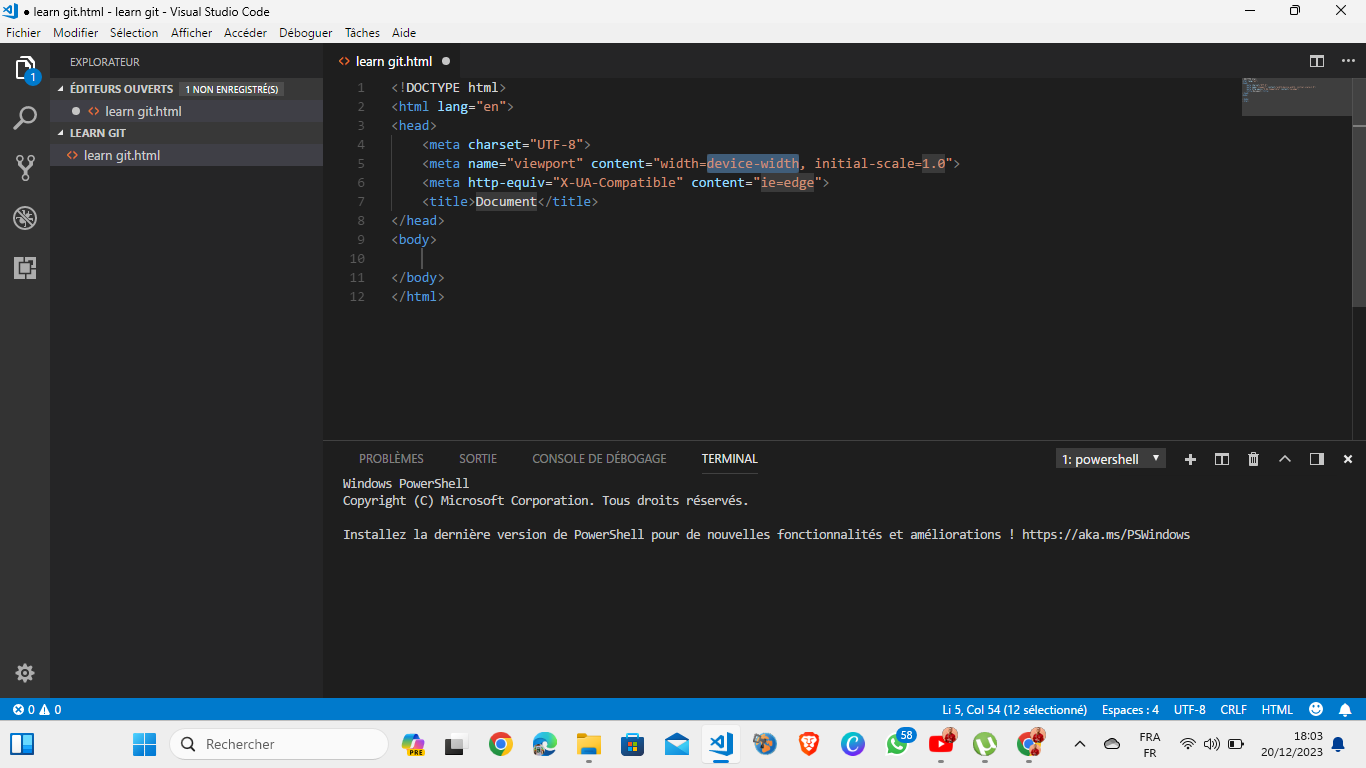 ● learn git.html - learn git - Visual Studio Code
Fichier Modifier Sélection Afficher Accéder Déboguer Tâches Aide
1
EXPLORATEUR
ÉDITEURS OUVERTS 1 NON ENREGISTRÉ(S)
● <> learn git.html
LEARN GIT
<> learn git.html
<> learn git.html ●
1 <!DOCTYPE html>
2 <html lang="en">
3 <head>
4 <meta charset="UTF-8">
5 <meta name="viewport" content="width=device-width, initial-scale=1.0">
6 <meta http-equiv="X-UA-Compatible" content="ie=edge">
7 <title>Document</title>
8 </head>
9 <body>
10
11 </body>
12 </html>
PROBLÈMES SORTIE CONSOLE DE DÉBOGAGE TERMINAL 1: powershell
Windows PowerShell
Copyright (C) Microsoft Corporation. Tous droits réservés.
Installez la dernière version de PowerShell pour de nouvelles fonctionnalités et améliorations ! https://aka.ms/PSWindows
0 0 Li 5, Col 54 (12 sélectionné) Espaces : 4 UTF-8 CRLF HTML
Rechercher PRE 58 FRA 18:03
FR 20/12/2023